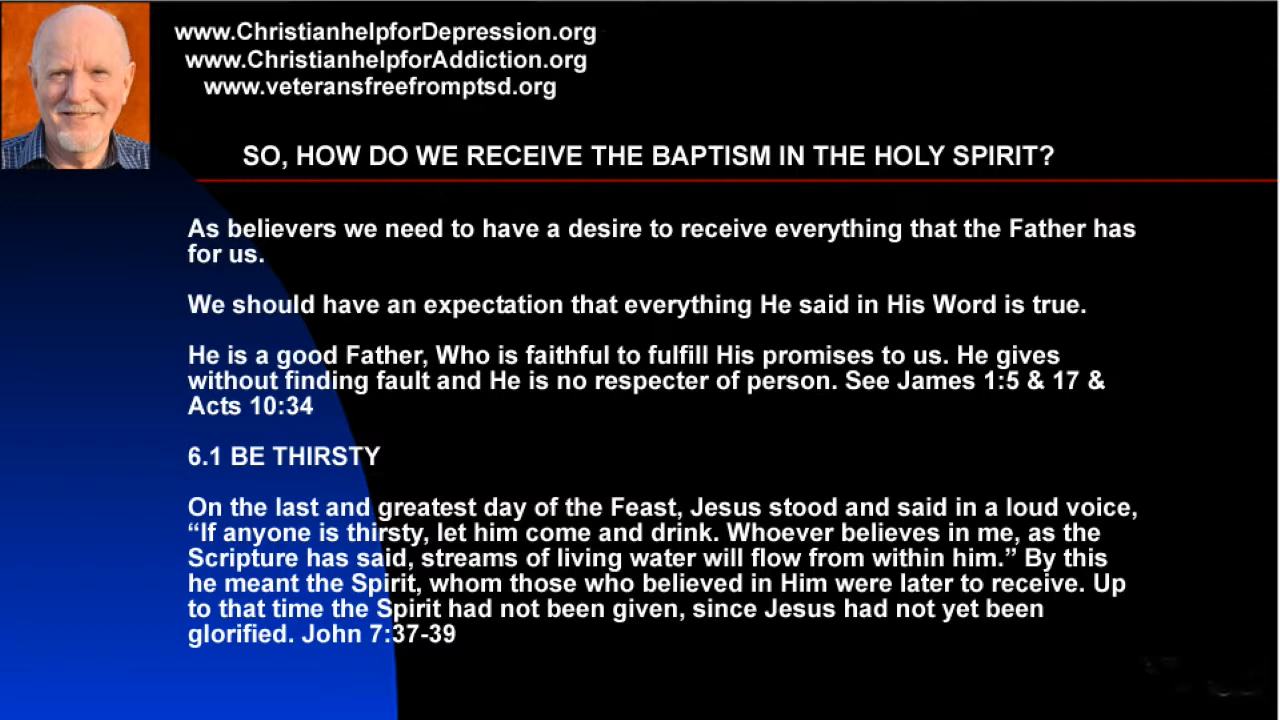 www.ChristianhelpforDepression.org
www.ChristianhelpforAddiction.org
www.veteransfreefromptsd.org
SO, HOW DO WE RECEIVE THE BAPTISM IN THE HOLY SPIRIT?
As believers we need to have a desire to receive everything that the Father has
for us.
We should have an expectation that everything He said in His Word is true.
He is a good Father, Who is faithful to fulfill His promises to us. He gives
without finding fault and He is no respecter of person. See James 1:5 & 17 &
Acts 10:34
6.1 BE THIRSTY
On the last and greatest day of the Feast, Jesus stood and said in a loud voice,
“If anyone is thirsty, let him come and drink. Whoever believes in me, as the
Scripture has said, streams of living water will flow from within him.” By this
he meant the Spirit, whom those who believed in Him were later to receive. Up
to that time the Spirit had not been given, since Jesus had not yet been
glorified. John 7:37-39